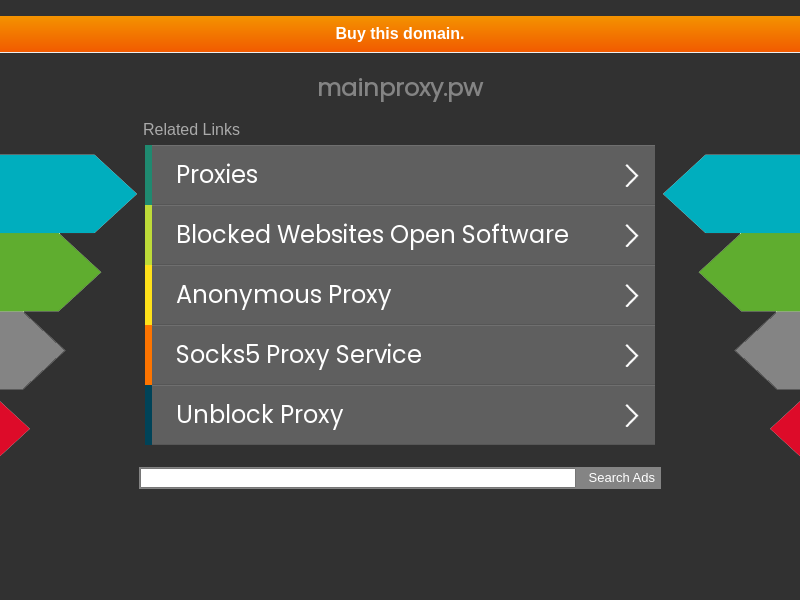 Buy this domain.
mainproxy.pw
Related Links
Proxies
Blocked Websites Open Software
Anonymous Proxy
Socks5 Proxy Service
Unblock Proxy
Search Ads